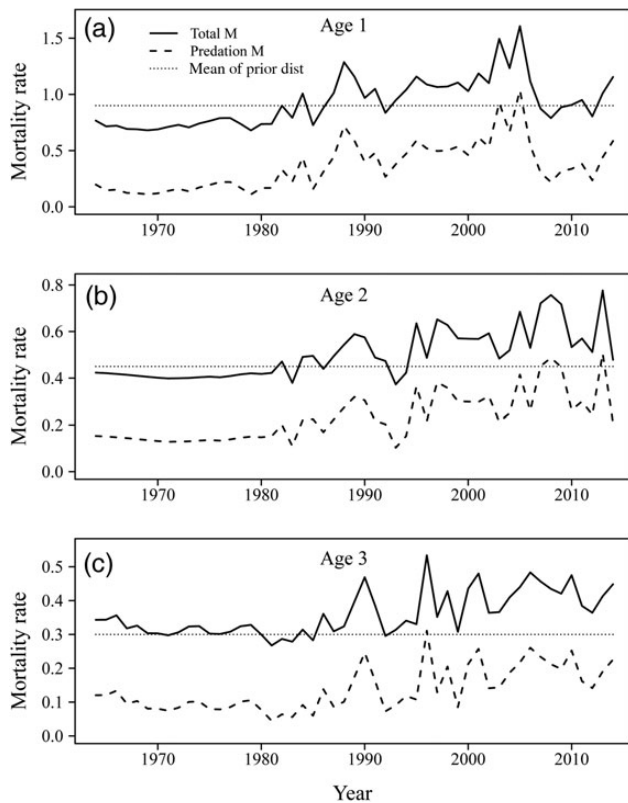 (a)
Age 1
Total M
Predation M
Mean of prior dist
Mortality rate
1.5
1.0
0.5
0.0
1970 1980 1990 2000 2010
(b)
Age 2
Mortality rate
0.8
0.6
0.4
0.2
0.0
1970 1980 1990 2000 2010
(c)
Age 3
Mortality rate
0.5
0.4
0.3
0.2
0.1
0.0
1970 1980 1990 2000 2010
Year